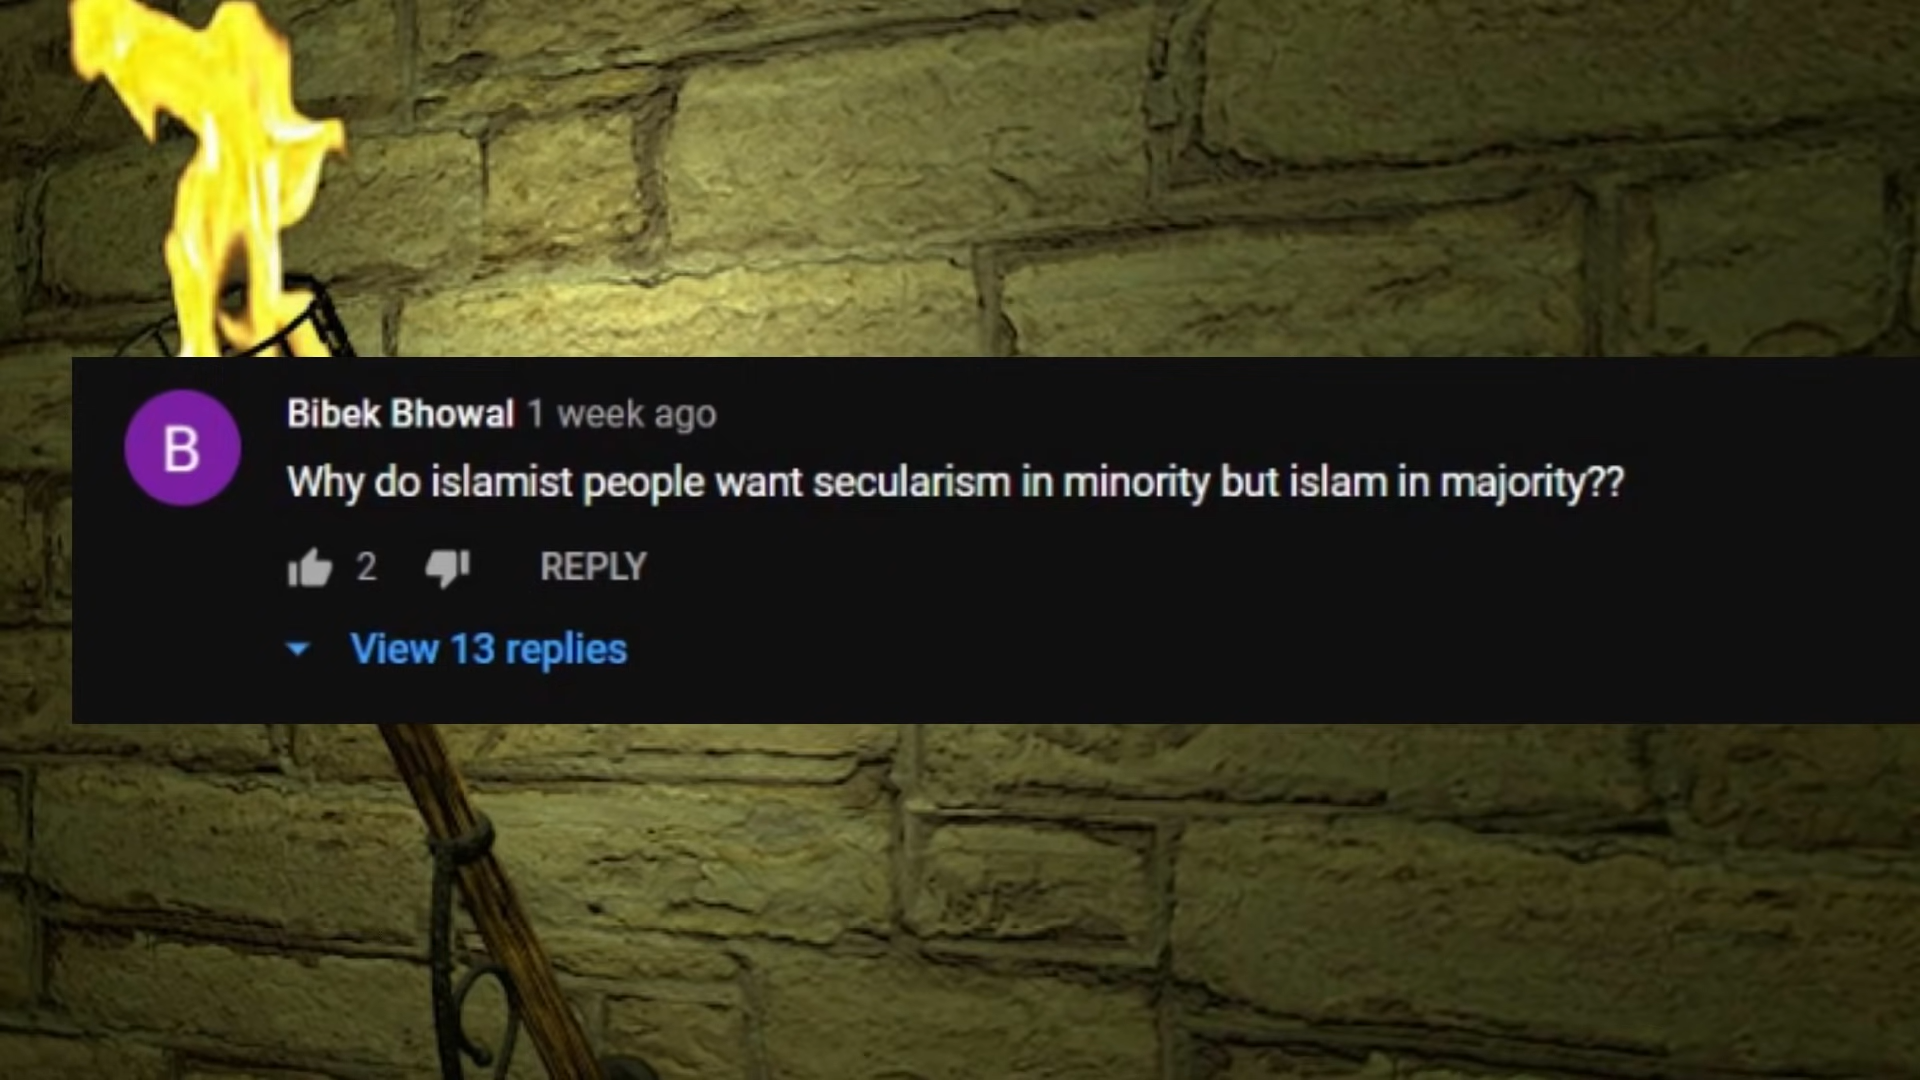 B
Bibek Bhowal 1 week ago
Why do islamist people want secularism in minority but islam in majority??
2 REPLY
View 13 replies